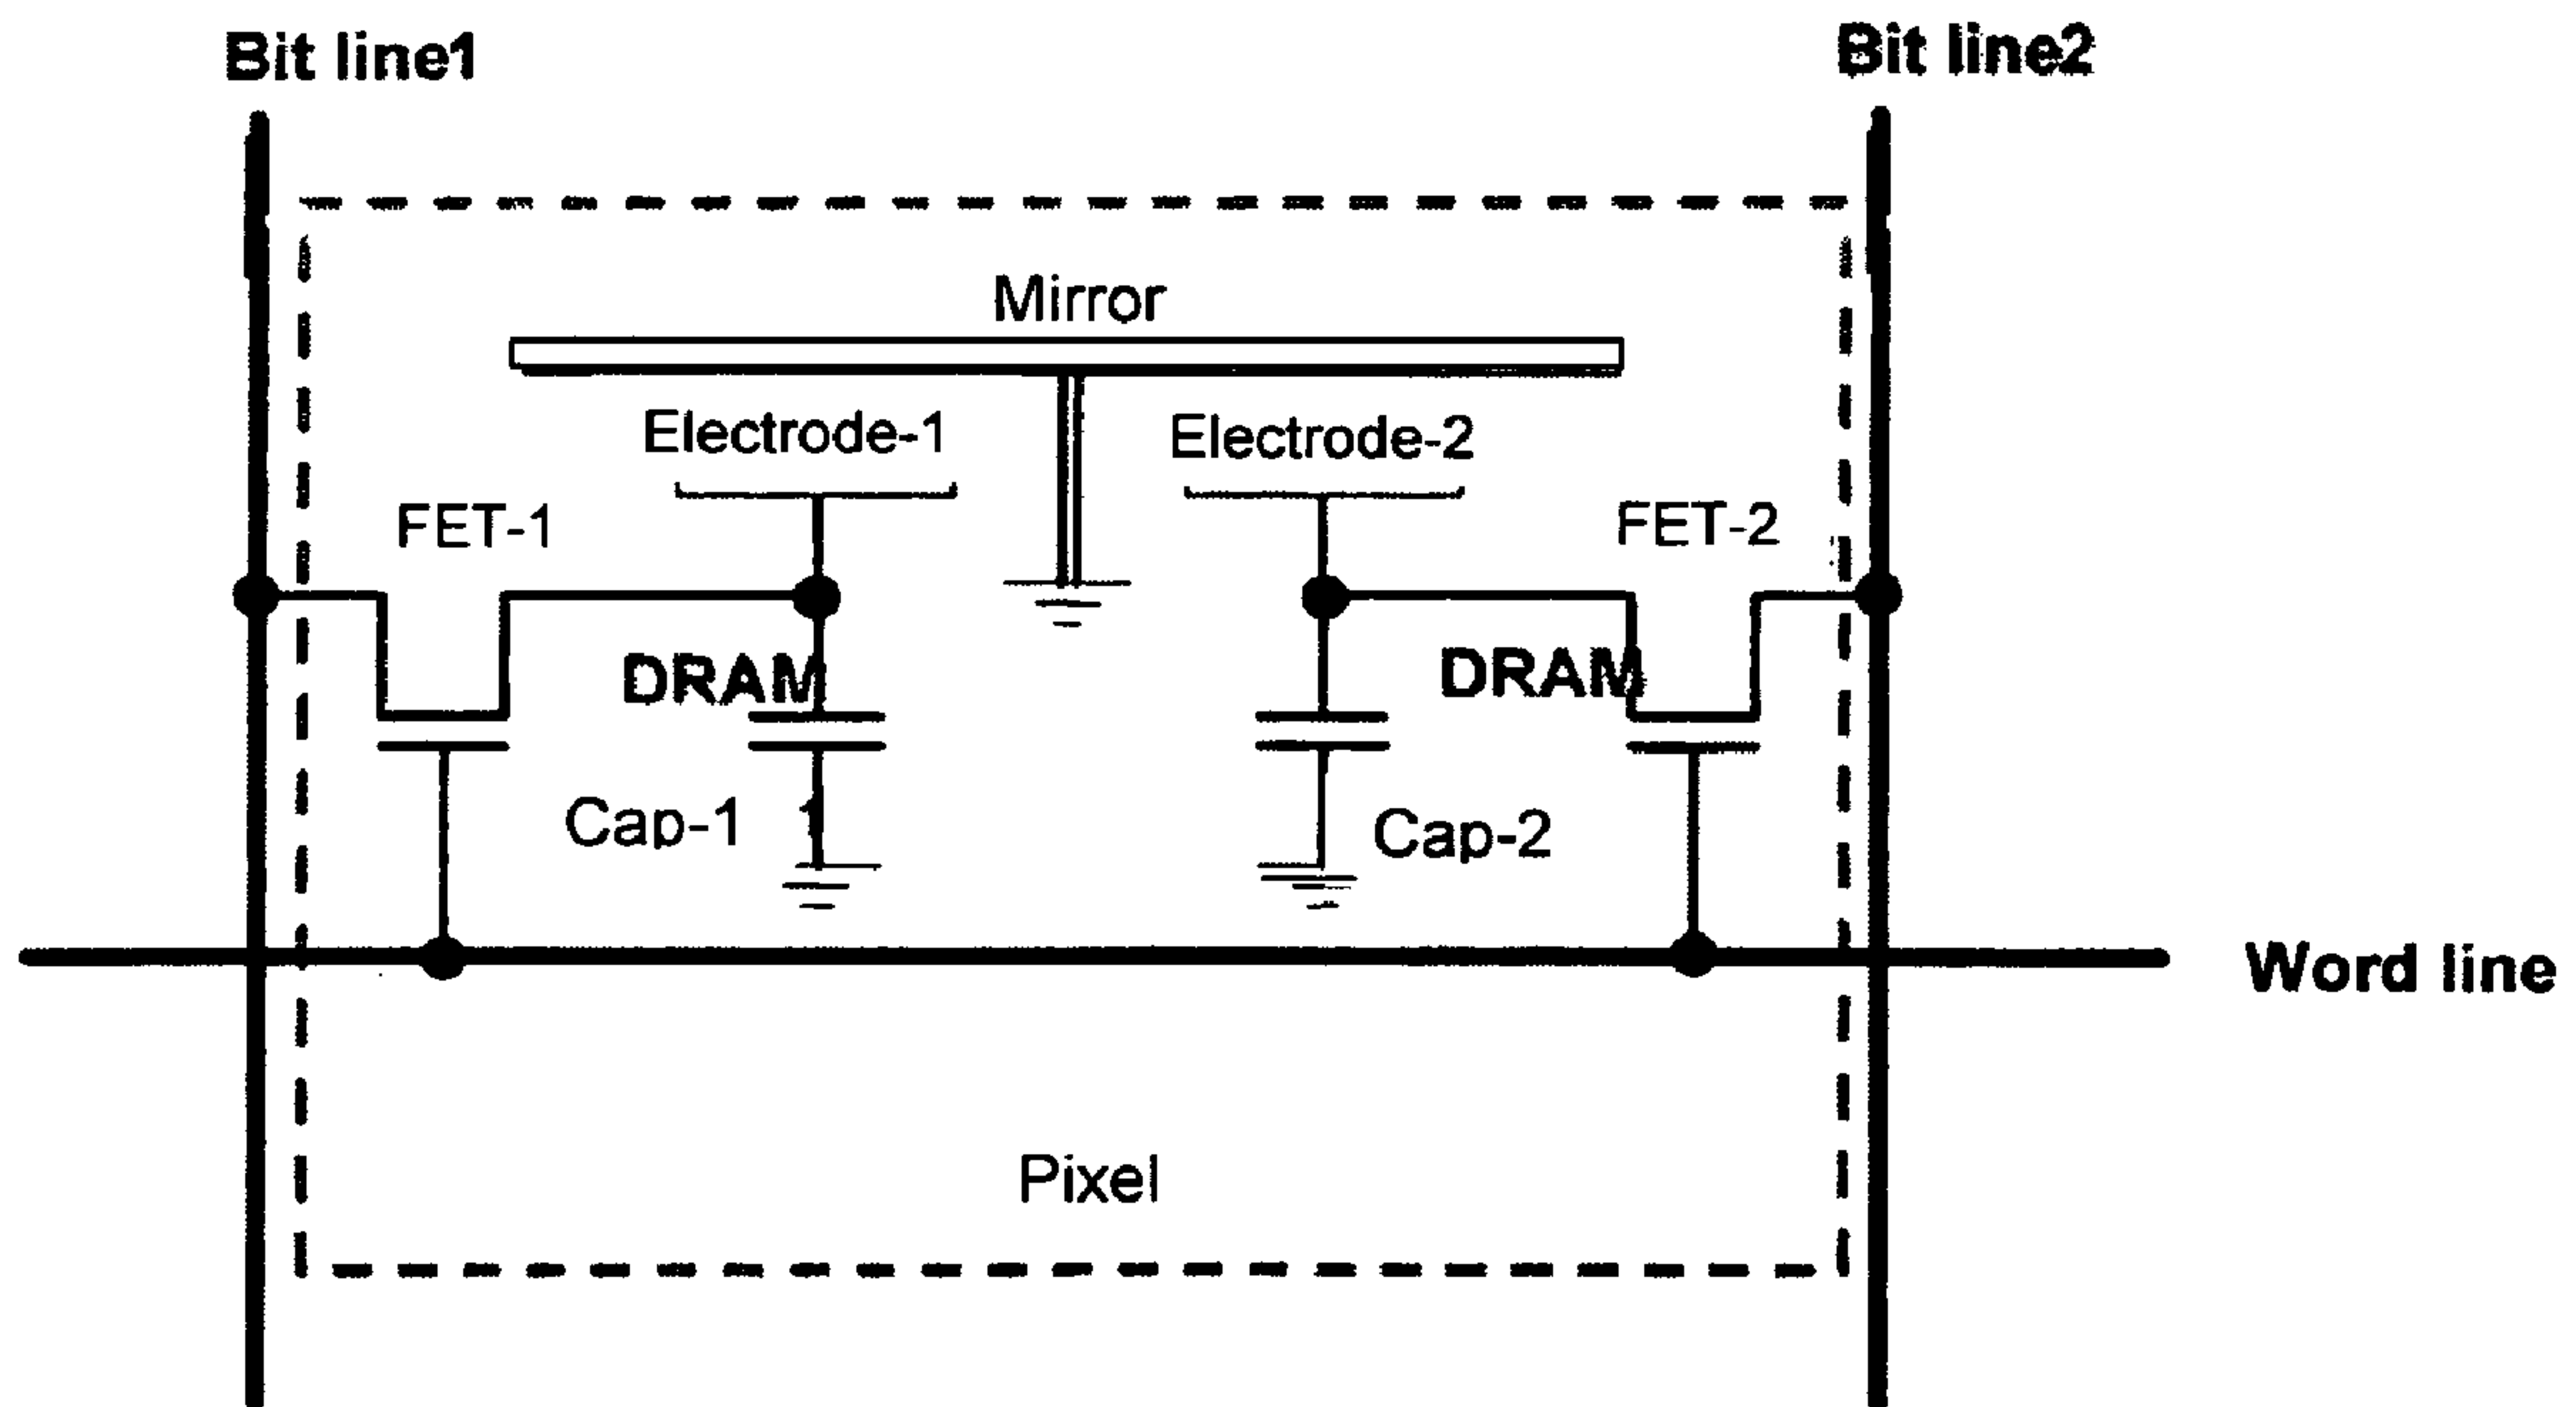 Bit line1
Bit line2
Mirror
Electrode-1
Electrode-2
FET-1
FET-2
DRAM
DRAM
Cap-1 1
Cap-2
Word line
Pixel